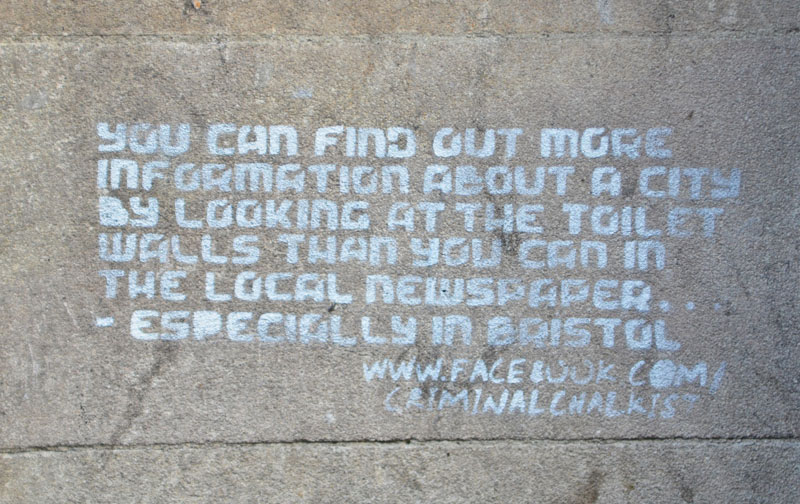 YOU CAN FIND OUT MORE
INFORMATION ABOUT A CITY
BY LOOKING AT THE TOILET
WALLS THAN YOU CAN IN
THE LOCAL NEWSPAPER...
- ESPECIALLY IN BRISTOL
WWW.FACEBOOK.COM/
CRIMINALCHALKIST